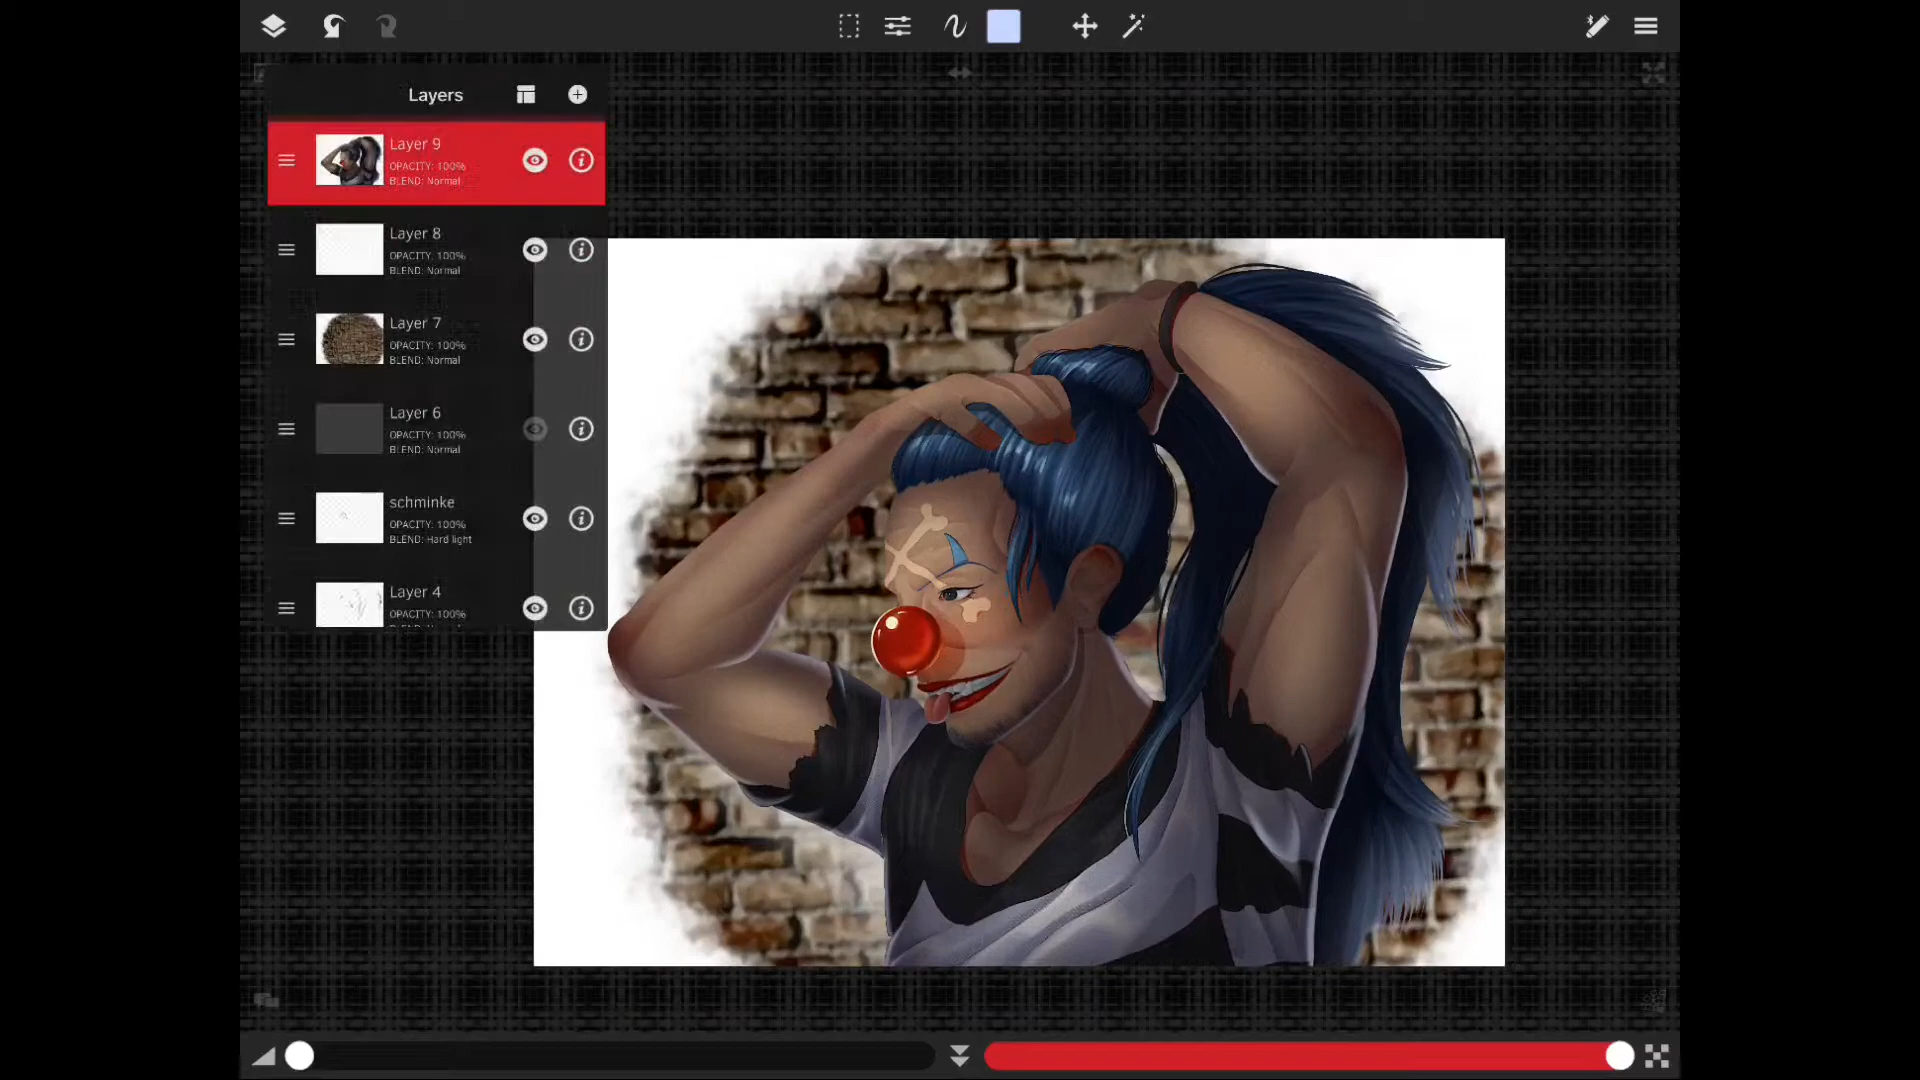 Layers
Layer 9
OPACITY: 100%
BLEND: Normal
Layer 8
OPACITY: 100%
BLEND: Normal
Layer 7
OPACITY: 100%
BLEND: Normal
Layer 6
OPACITY: 100%
BLEND: Normal
schminke
OPACITY: 100%
BLEND: Hard light
Layer 4
OPACITY: 100%